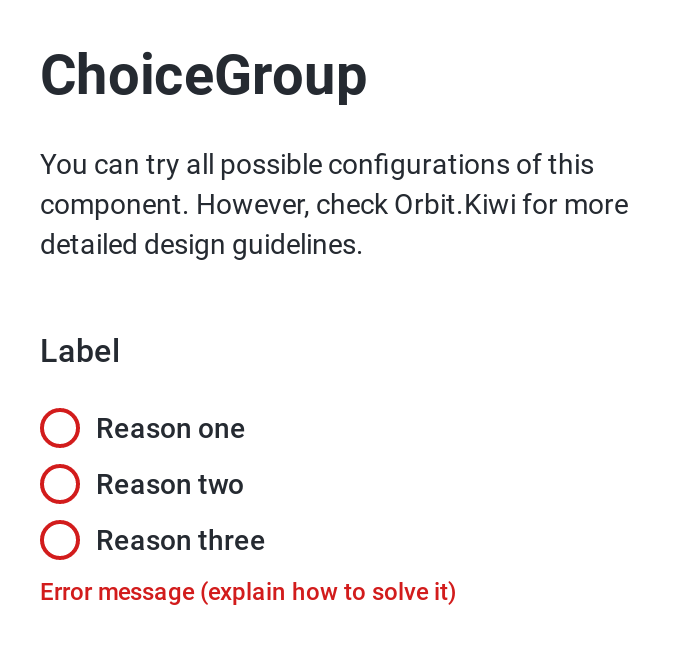 ChoiceGroup
You can try all possible configurations of this
component. However, check Orbit.Kiwi for more
detailed design guidelines.
Label
Reason one
Reason two
Reason three
Error message (explain how to solve it)